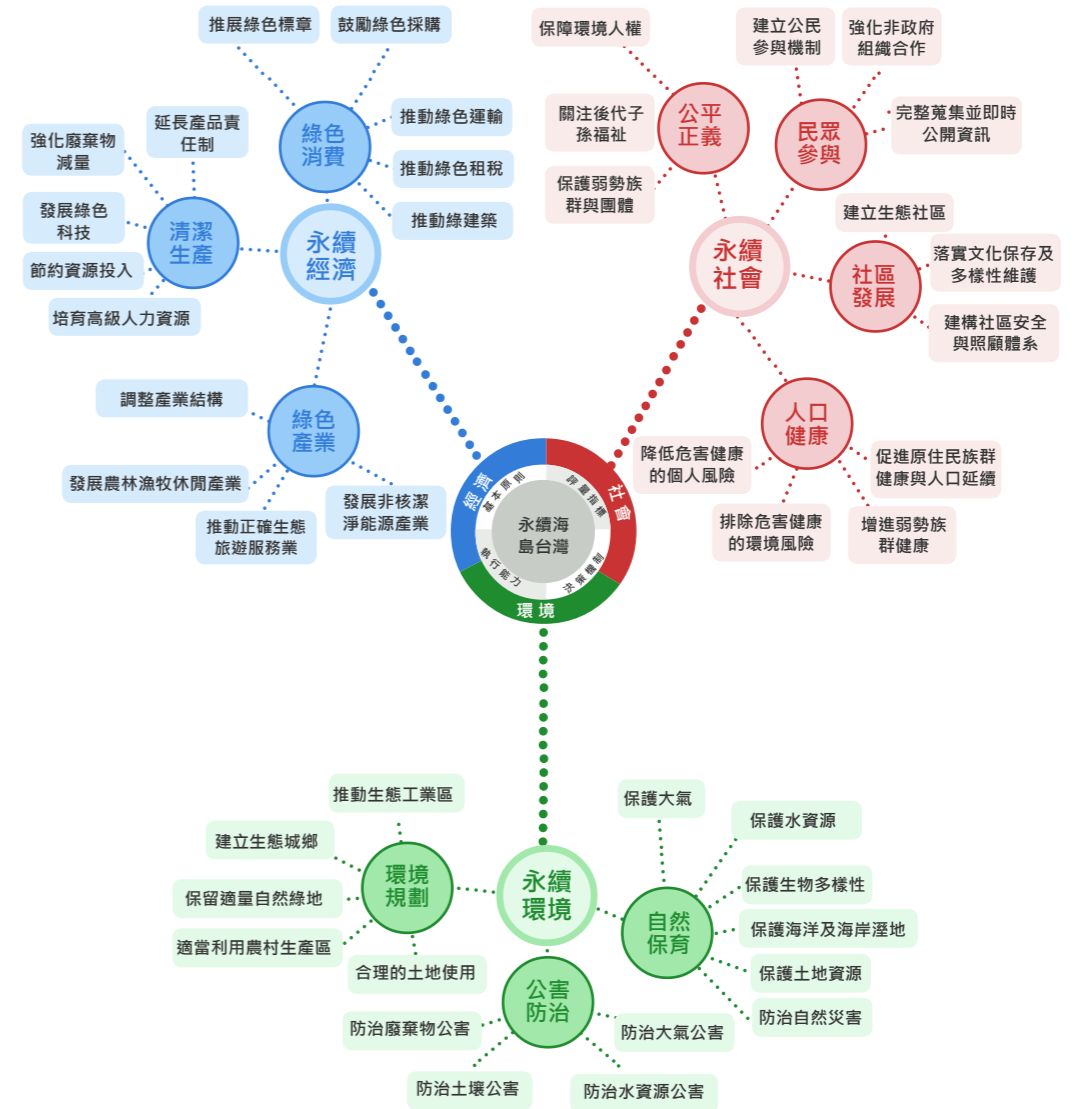 推展綠色標章
鼓勵綠色採購
推動綠色運輸
推動綠色租稅
推動綠建築
綠色
消費
延長產品責
任制
強化廢棄物
減量
發展綠色
科技
節約資源投入
培育高級人力資源
清潔
生產
永續
經濟
調整產業結構
發展農林漁牧休閒產業
推動正確生態
旅遊服務業
發展非核潔
淨能源產業
綠色
產業
保障環境人權
關注後代子
孫福祉
保護弱勢族
群與團體
公平
正義
建立公民
參與機制
強化非政府
組織合作
完整蒐集並即時
公開資訊
民眾
參與
永續
社會
建立生態社區
落實文化保存及
多樣性維護
建構社區安全
與照顧體系
社區
發展
人口
健康
降低危害健康
的個人風險
促進原住民族群
健康與人口延續
排除危害健康
的環境風險
增進弱勢族
群健康
經濟
社會
環境
基本原則
評量指標
執行能力
決策機制
永續海
島台灣
推動生態工業區
建立生態城鄉
保留適量自然綠地
適當利用農村生產區
合理的土地使用
環境
規劃
永續
環境
保護大氣
保護水資源
保護生物多樣性
保護海洋及海岸溼地
保護土地資源
防治自然災害
自然
保育
公害
防治
防治廢棄物公害
防治大氣公害
防治土壤公害
防治水資源公害